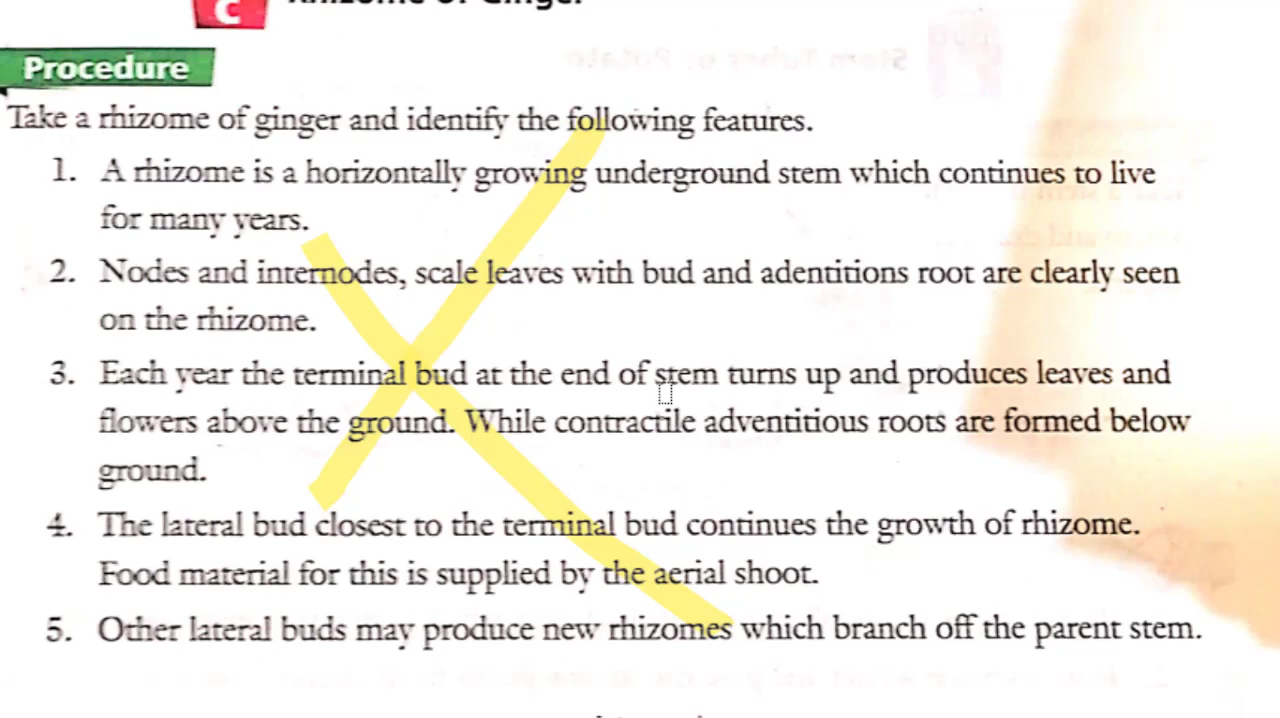 C Rhizome of Ginger
Procedure
Take a rhizome of ginger and identify the following features.
1. A rhizome is a horizontally growing underground stem which continues to live
for many years.
2. Nodes and internodes, scale leaves with bud and adentitions root are clearly seen
on the rhizome.
3. Each year the terminal bud at the end of stem turns up and produces leaves and
flowers above the ground. While contractile adventitious roots are formed below
ground.
4. The lateral bud closest to the terminal bud continues the growth of rhizome.
Food material for this is supplied by the aerial shoot.
5. Other lateral buds may produce new rhizomes which branch off the parent stem.